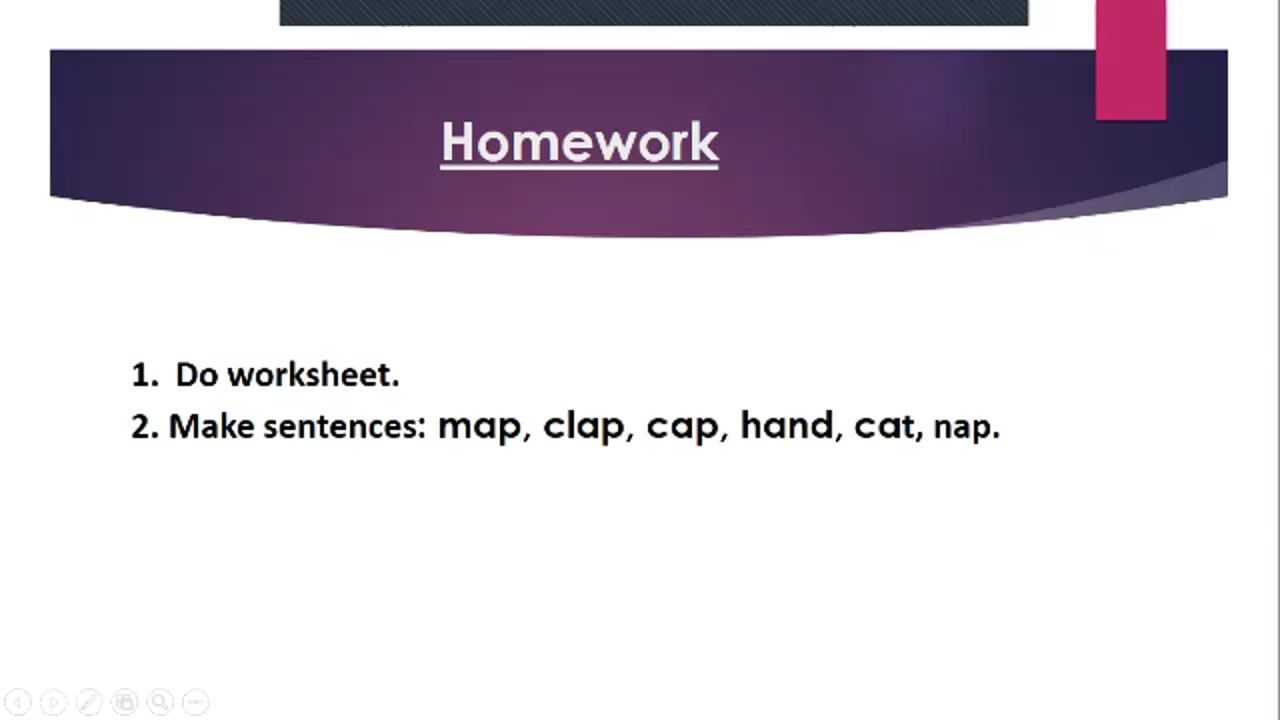 Homework
1. Do worksheet.
2. Make sentences: map, clap, cap, hand, cat, nap.